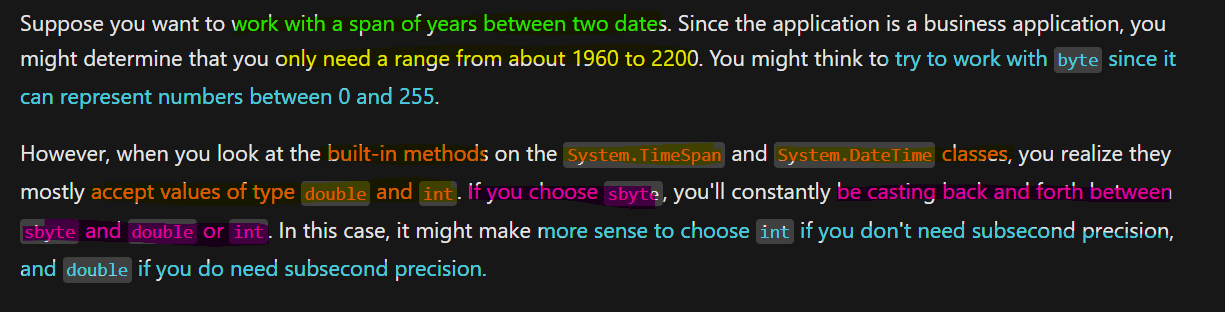 Suppose you want to work with a span of years between two dates. Since the application is a business application, you
might determine that you only need a range from about 1960 to 2200. You might think to try to work with byte since it
can represent numbers between 0 and 255.
However, when you look at the built-in methods on the System.TimeSpan and System.DateTime classes, you realize they
mostly accept values of type double and int. If you choose sbyte, you'll constantly be casting back and forth between
sbyte and double or int. In this case, it might make more sense to choose int if you don't need subsecond precision,
and double if you do need subsecond precision.